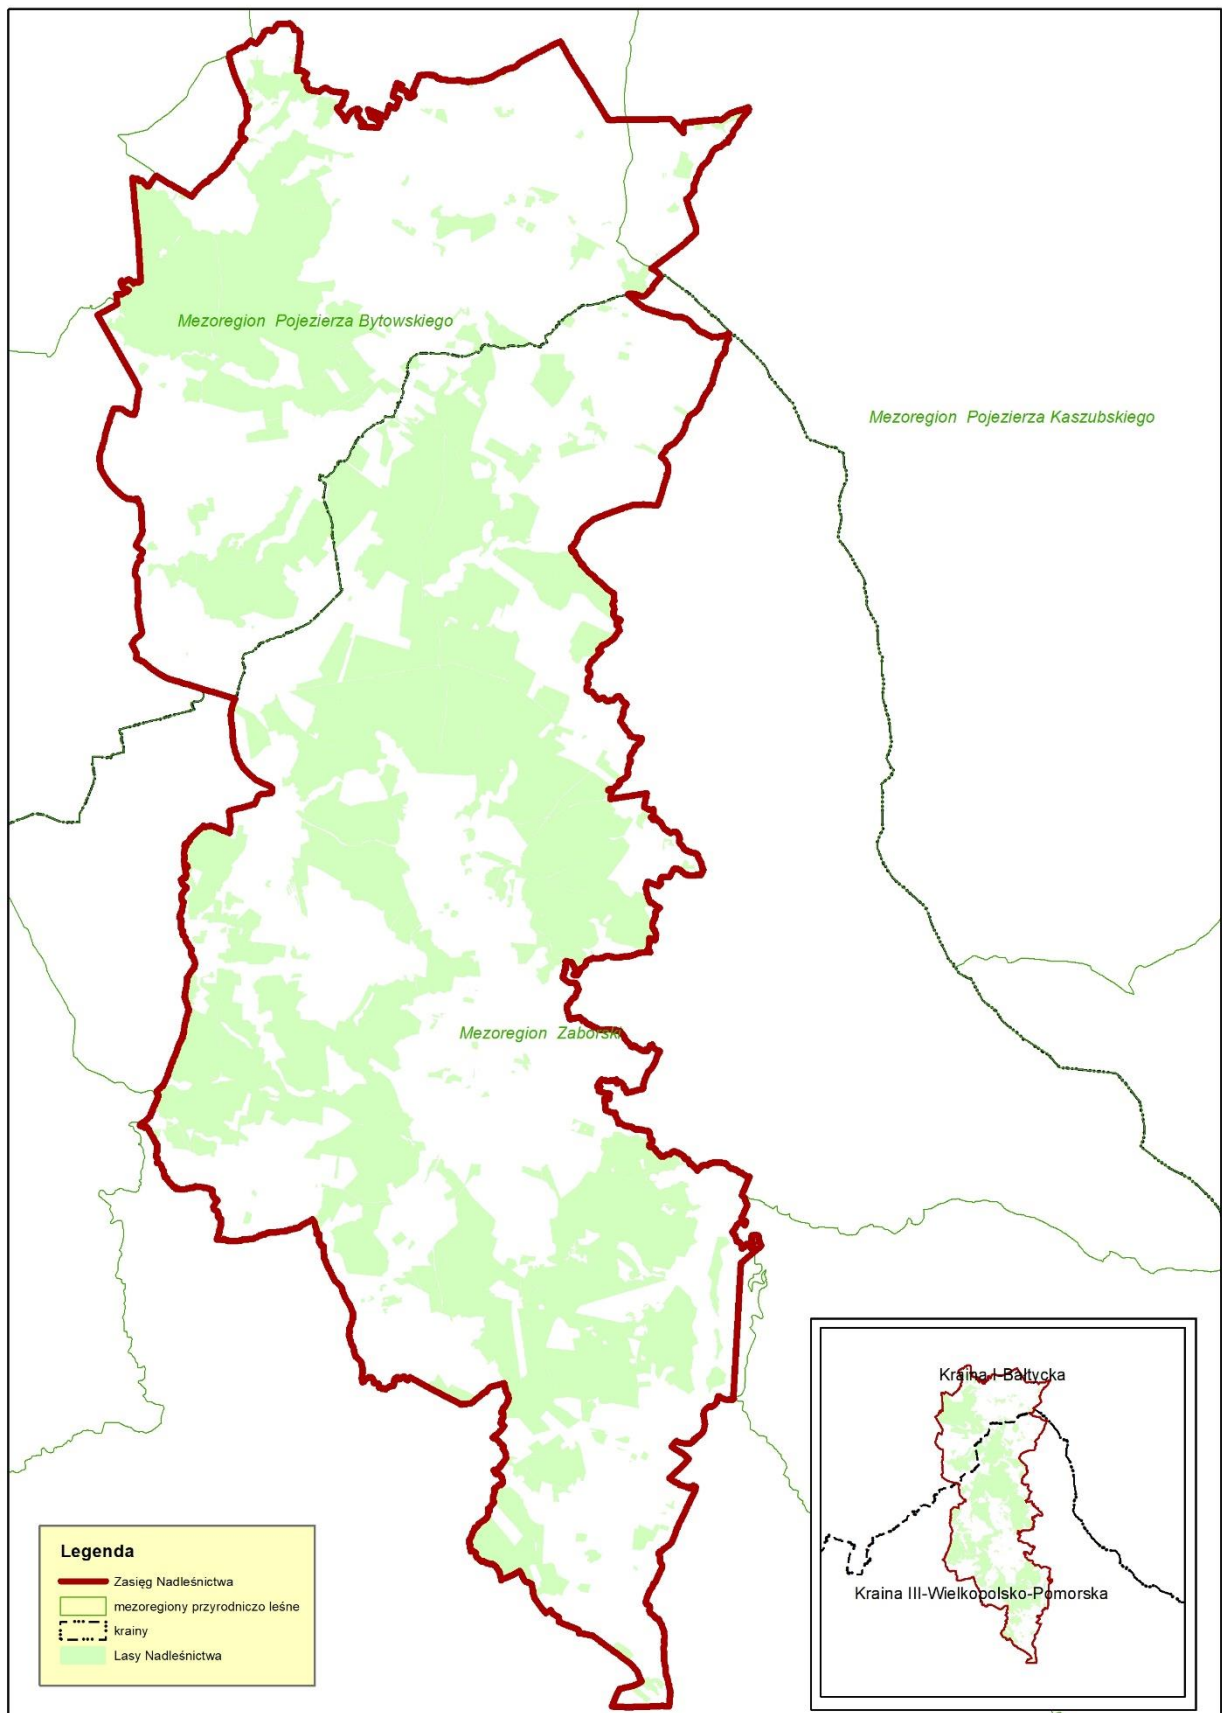 Mezoregion Pojezierza Bytowskiego
Mezoregion Pojezierza Kaszubskiego
Mezoregion Zaborski
Kraina I-Bałtycka
Kraina III-Wielkopolsko-Pomorska
Legenda
Zasięg Nadleśnictwa
mezoregiony przyrodniczo leśne
krainy
Lasy Nadleśnictwa